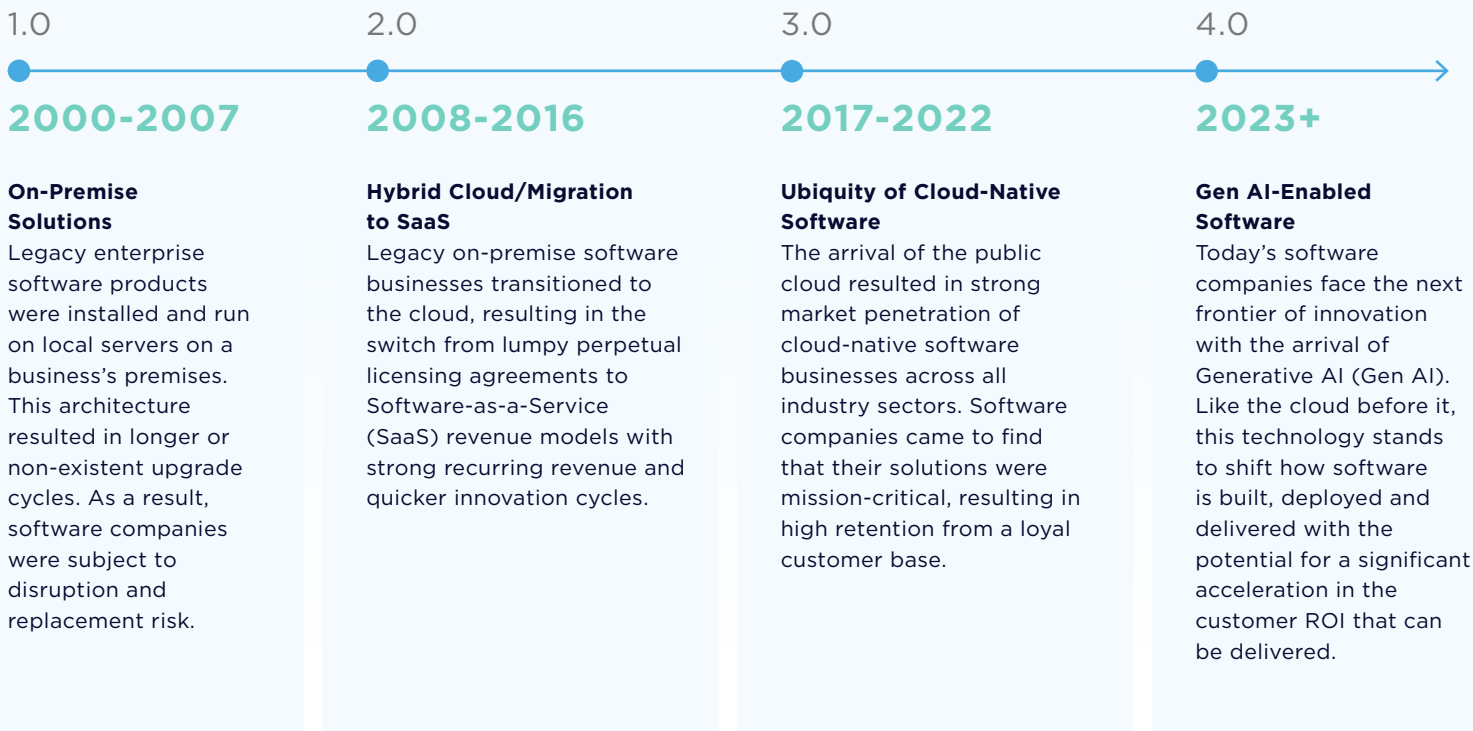 1.0
2000-2007
On-Premise
Solutions
Legacy enterprise
software products
were installed and run
on local servers on a
business’s premises.
This architecture
resulted in longer or
non-existent upgrade
cycles. As a result,
software companies
were subject to
disruption and
replacement risk.
2.0
2008-2016
Hybrid Cloud/Migration
to SaaS
Legacy on-premise software
businesses transitioned to
the cloud, resulting in the
switch from lumpy perpetual
licensing agreements to
Software-as-a-Service
(SaaS) revenue models with
strong recurring revenue and
quicker innovation cycles.
3.0
2017-2022
Ubiquity of Cloud-Native
Software
The arrival of the public
cloud resulted in strong
market penetration of
cloud-native software
businesses across all
industry sectors. Software
companies came to find
that their solutions were
mission-critical, resulting in
high retention from a loyal
customer base.
4.0
2023+
Gen AI-Enabled
Software
Today’s software
companies face the next
frontier of innovation
with the arrival of
Generative AI (Gen AI).
Like the cloud before it,
this technology stands
to shift how software
is built, deployed and
delivered with the
potential for a significant
acceleration in the
customer ROI that can
be delivered.